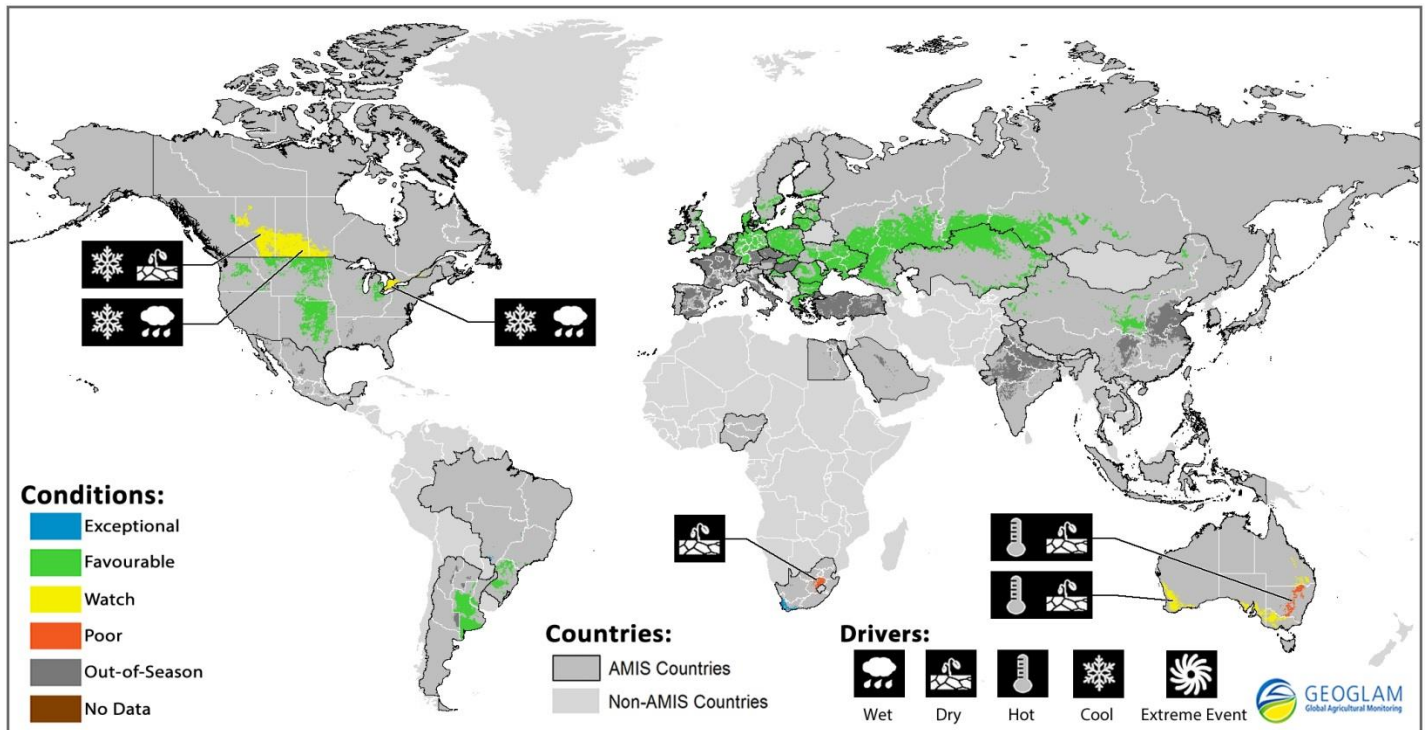 Conditions:
Exceptional
Favourable
Watch
Poor
Out-of-Season
No Data
Countries:
AMIS Countries
Non-AMIS Countries
Drivers:
Wet
Dry
Hot
Cool
Extreme Event
GEOGLAM
Global Agricultural Monitoring